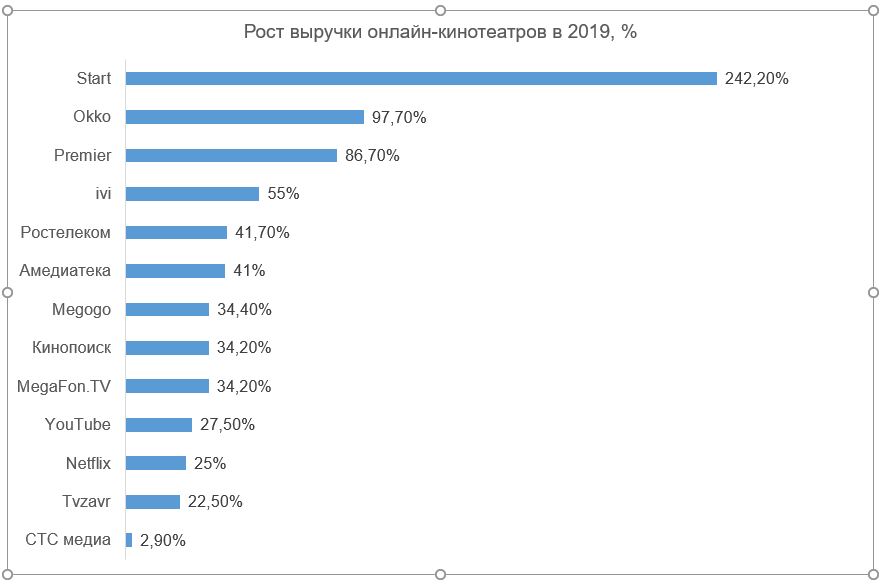 Рост выручки онлайн-кинотеатров в 2019, %
Start 242,20%
Okko 97,70%
Premier 86,70%
ivi 55%
Ростелеком 41,70%
Амедиатека 41%
Megogo 34,40%
Кинопоиск 34,20%
MegaFon.TV 34,20%
YouTube 27,50%
Netflix 25%
Tvzavr 22,50%
СТС медиа 2,90%